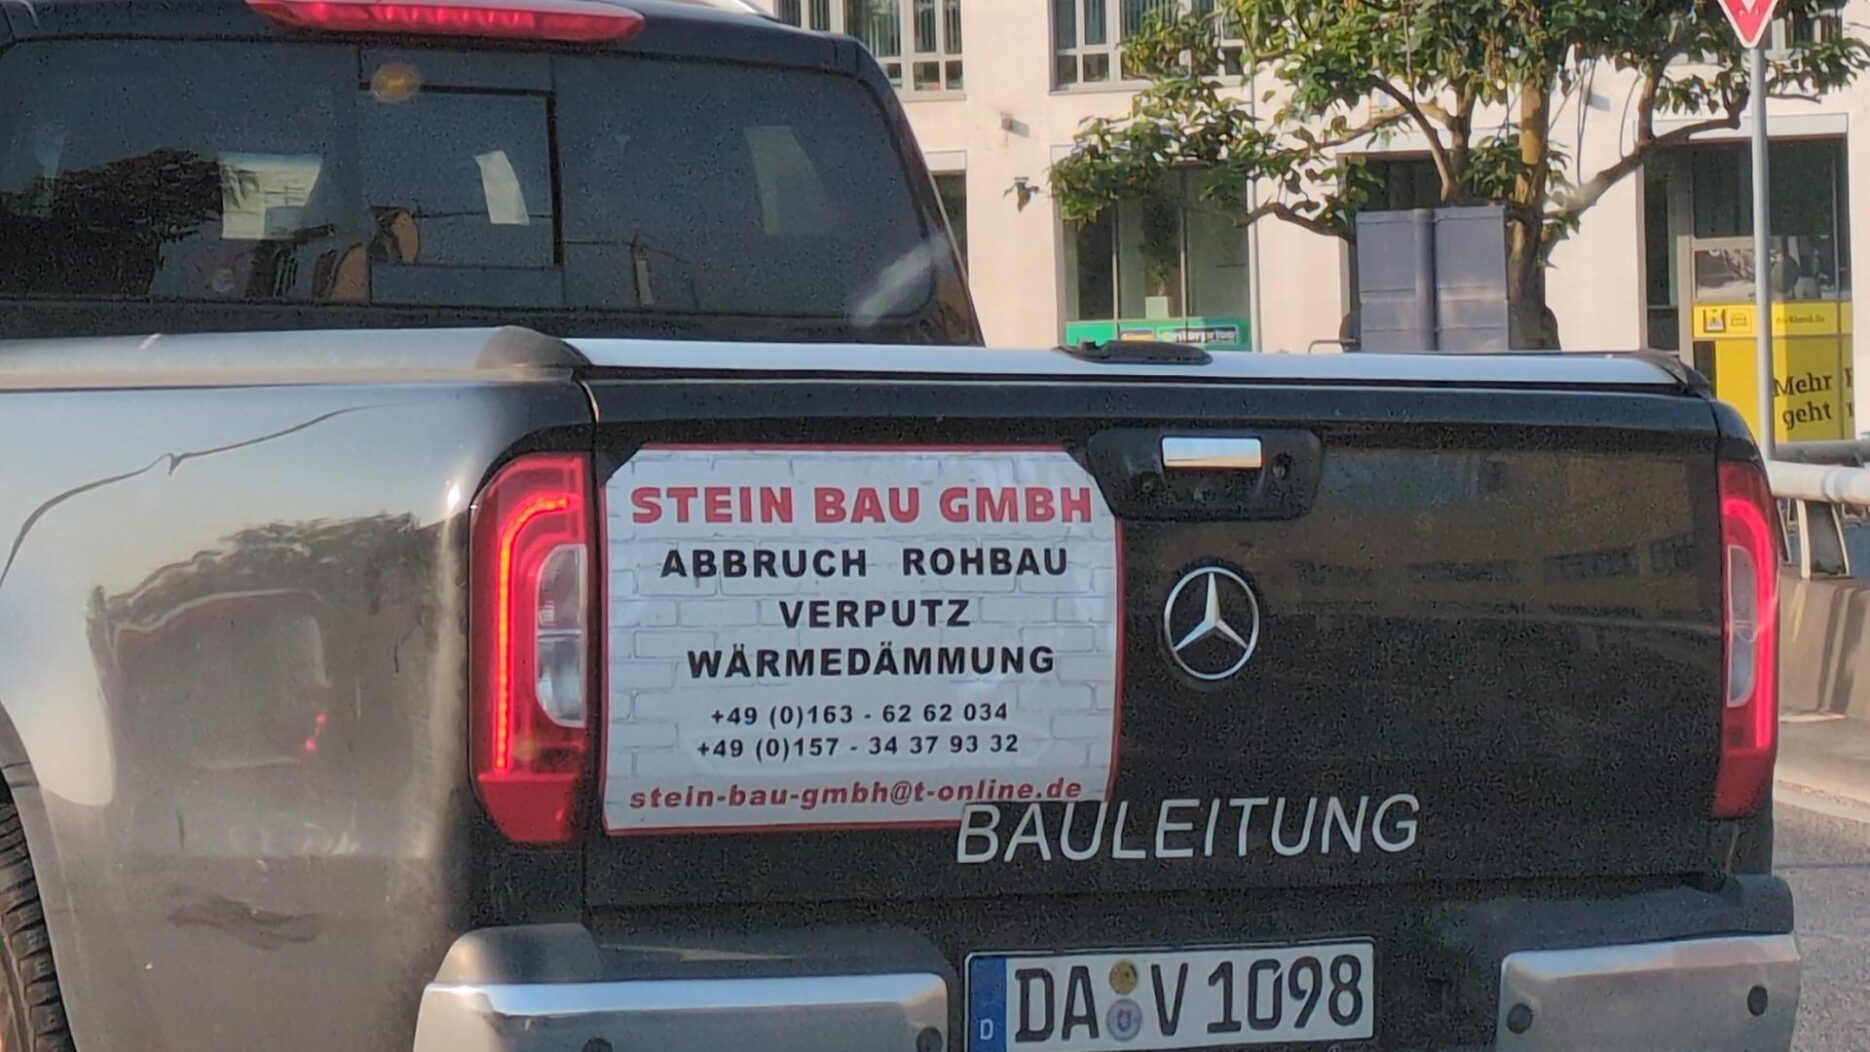 STEIN BAU GMBH
ABBRUCH ROHBAU
VERPUTZ
WÄRMEDÄMMUNG
+49 (0)163 - 62 62 034
+49 (0)157 - 34 37 93 32
stein-bau-gmbh@t-online.de
BAULEITUNG
D DA V 1098
Mehr
geht